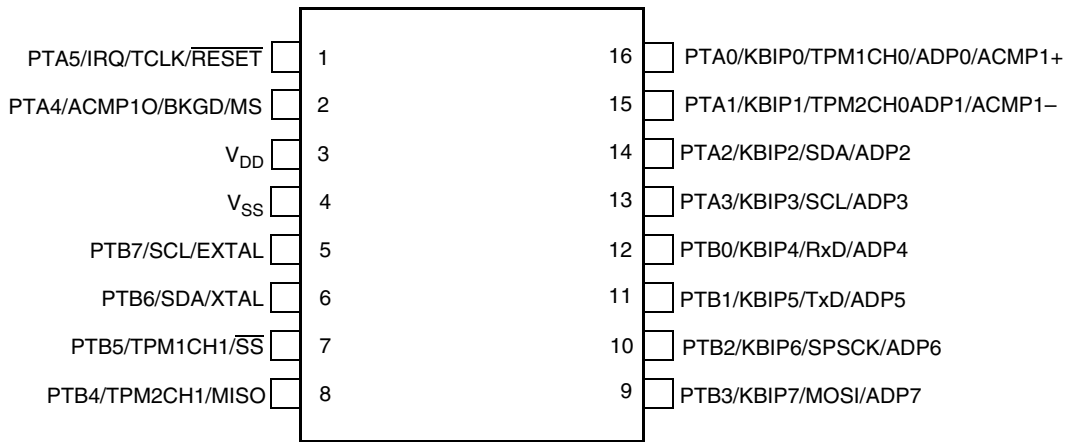 PTA5/IRQ/TCLK/RESET 1 16 PTA0/KBIP0/TPM1CH0/ADP0/ACMP1+
PTA4/ACMP1O/BKGD/MS 2 15 PTA1/KBIP1/TPM2CH0ADP1/ACMP1–
VDD 3 14 PTA2/KBIP2/SDA/ADP2
VSS 4 13 PTA3/KBIP3/SCL/ADP3
PTB7/SCL/EXTAL 5 12 PTB0/KBIP4/RxD/ADP4
PTB6/SDA/XTAL 6 11 PTB1/KBIP5/TxD/ADP5
PTB5/TPM1CH1/SS 7 10 PTB2/KBIP6/SPSCK/ADP6
PTB4/TPM2CH1/MISO 8 9 PTB3/KBIP7/MOSI/ADP7